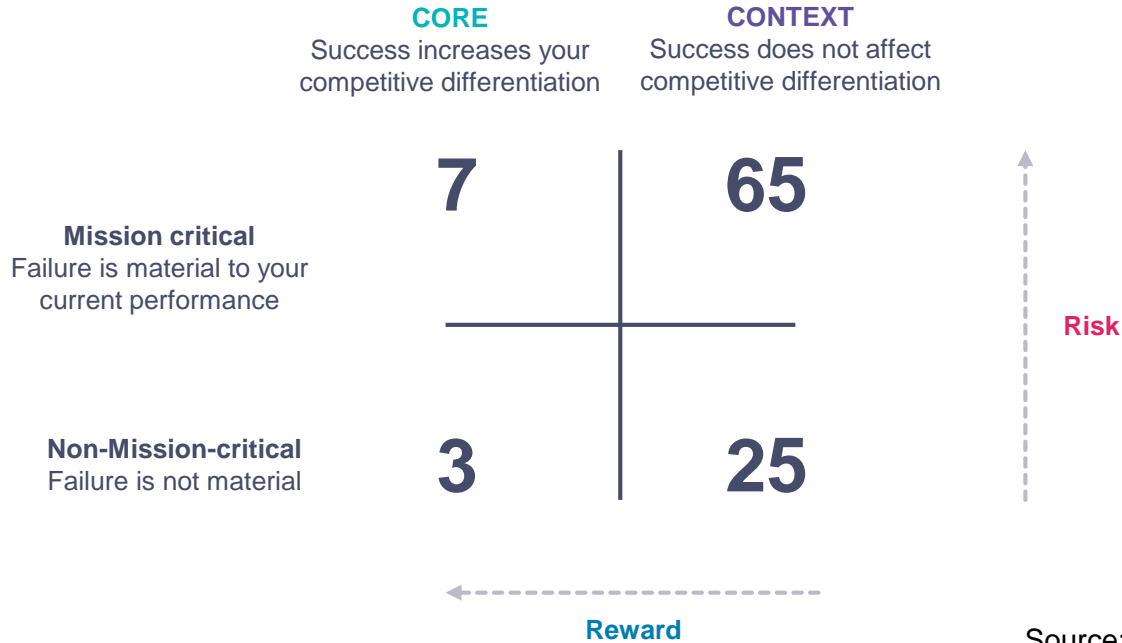 CORE
Success increases your
competitive differentiation
CONTEXT
Success does not affect
competitive differentiation
7
65
Mission critical
Failure is material to your
current performance
Risk
Non-Mission-critical
Failure is not material
3
25
Reward
Source: